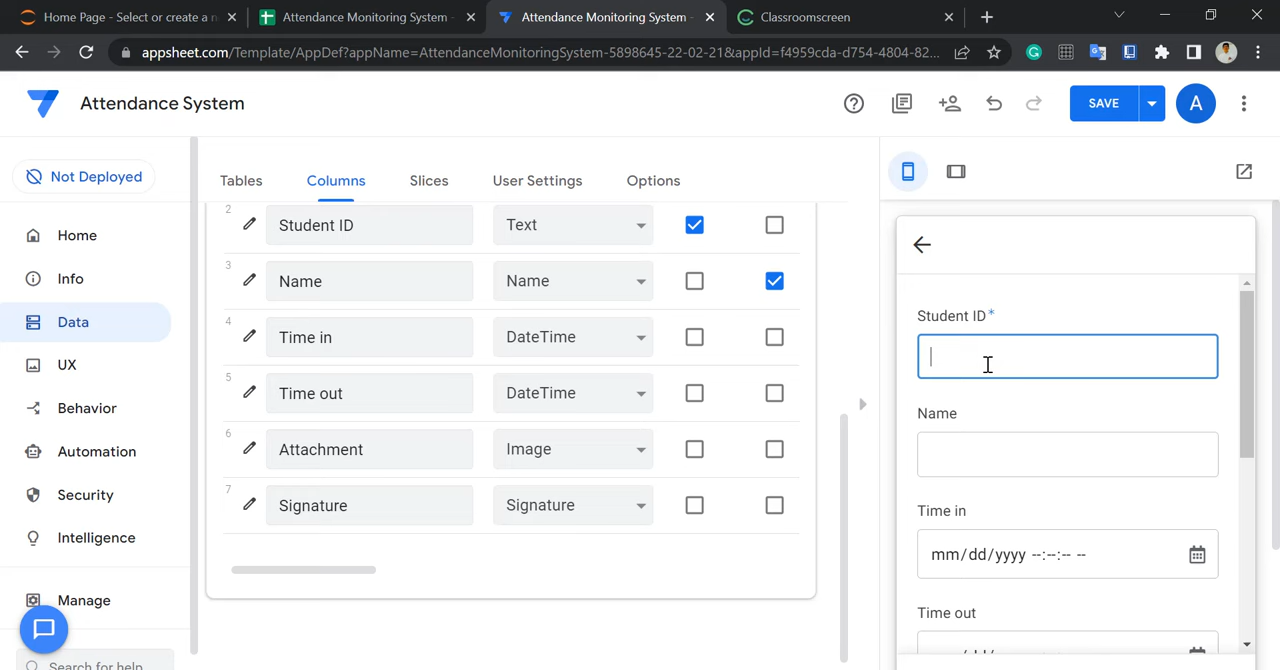 Home Page - Select or create a n
Attendance Monitoring System -
Attendance Monitoring System -
Classroomscreen
appsheet.com/Template/AppDef?appName=AttendanceMonitoringSystem-5898645-22-02-21&appId=f4959cda-d754-4804-82...
Attendance System
SAVE
A
Not Deployed
Tables
Columns
Slices
User Settings
Options
Home
Info
Data
UX
Behavior
Automation
Security
Intelligence
Manage
Search for help
2 Student ID Text
3 Name Name
4 Time in DateTime
5 Time out DateTime
6 Attachment Image
7 Signature Signature
Student ID*
Name
Time in
mm/dd/yyyy --:--:-- --
Time out